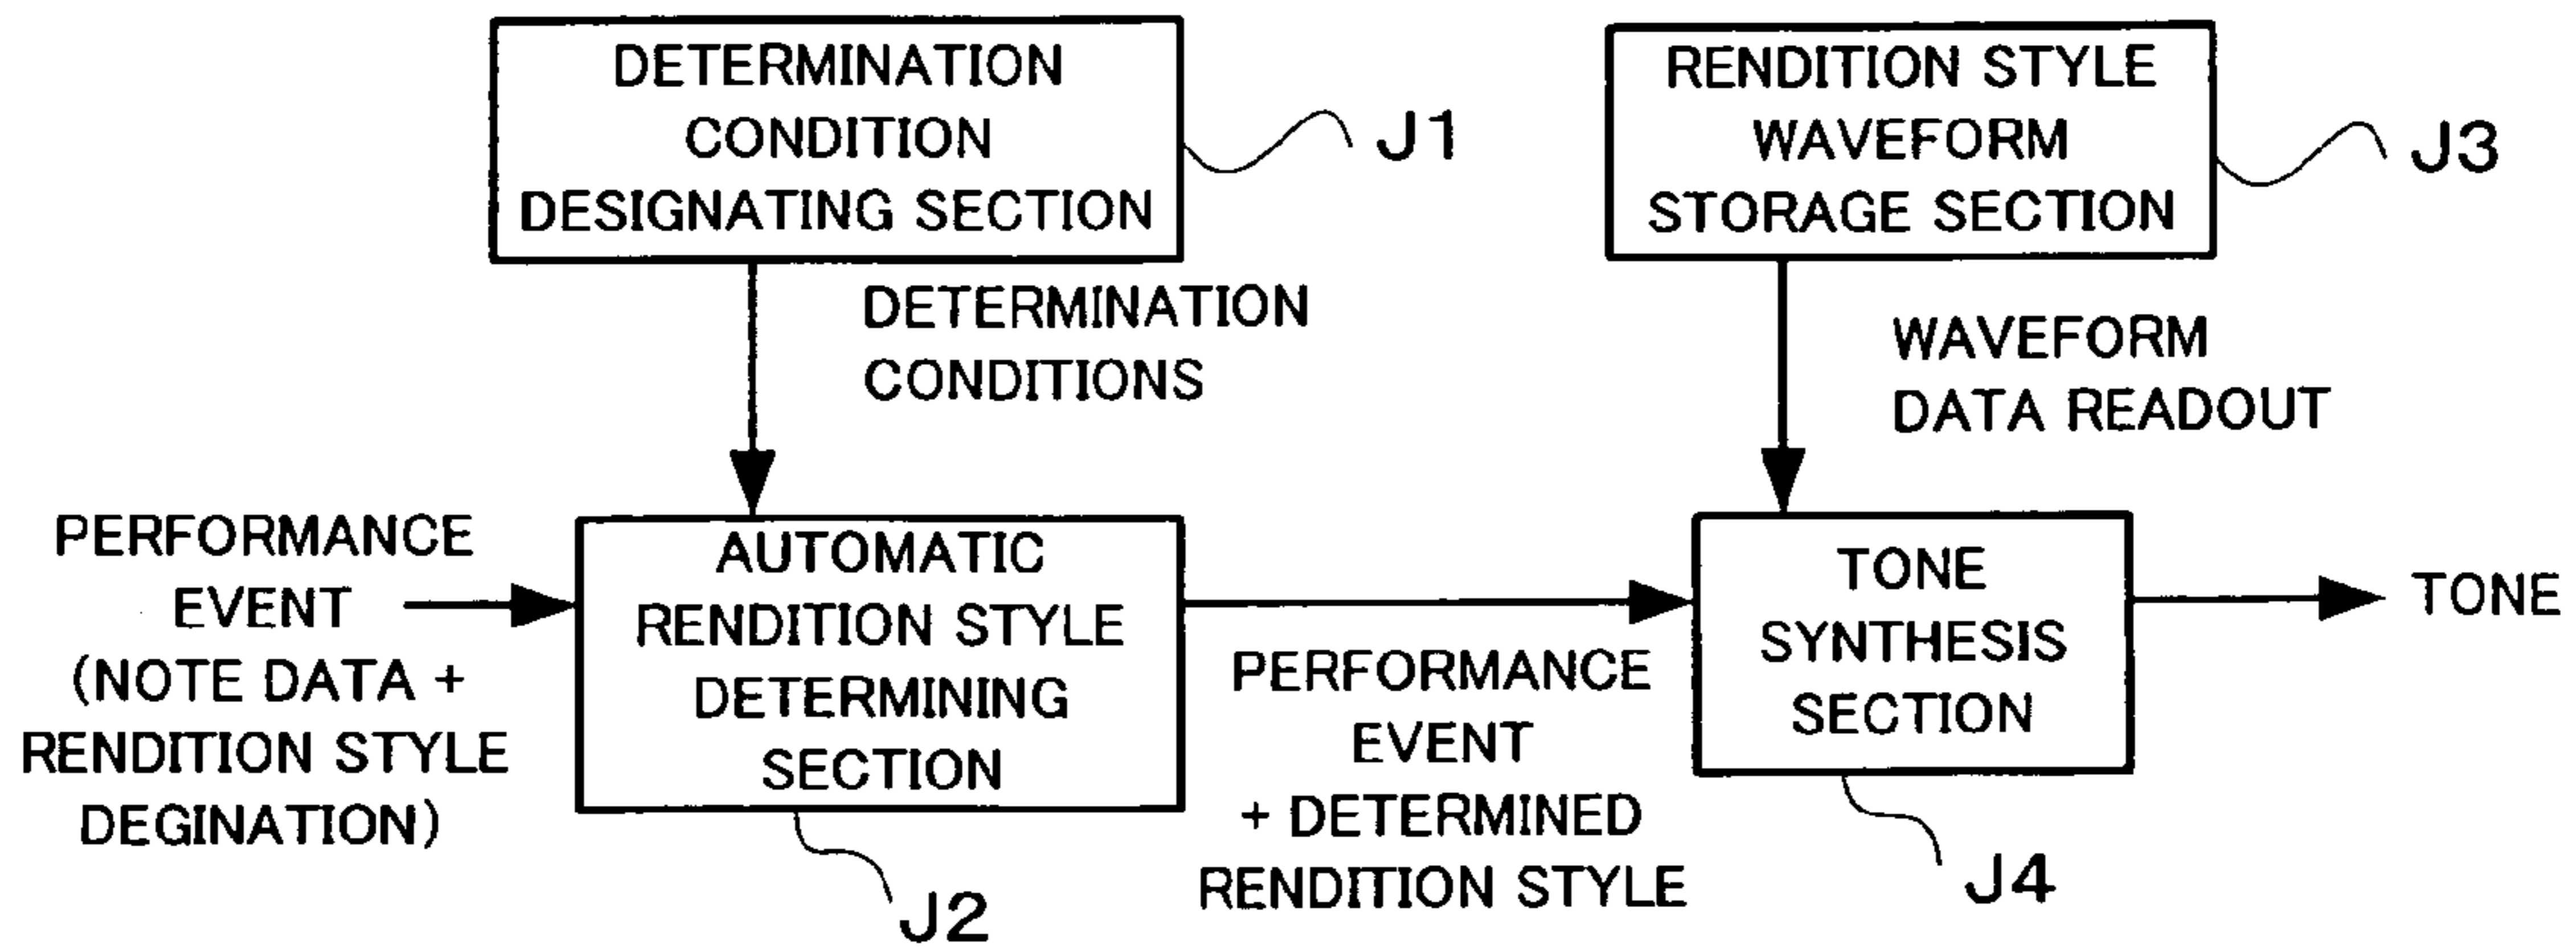 DETERMINATION
CONDITION
DESIGNATING SECTION
J1
RENDITION STYLE
WAVEFORM
STORAGE SECTION
J3
DETERMINATION
CONDITIONS
WAVEFORM
DATA READOUT
PERFORMANCE
EVENT
(NOTE DATA +
RENDITION STYLE
DEGINATION)
AUTOMATIC
RENDITION STYLE
DETERMINING
SECTION
J2
PERFORMANCE
EVENT
+ DETERMINED
RENDITION STYLE
TONE
SYNTHESIS
SECTION
J4
TONE